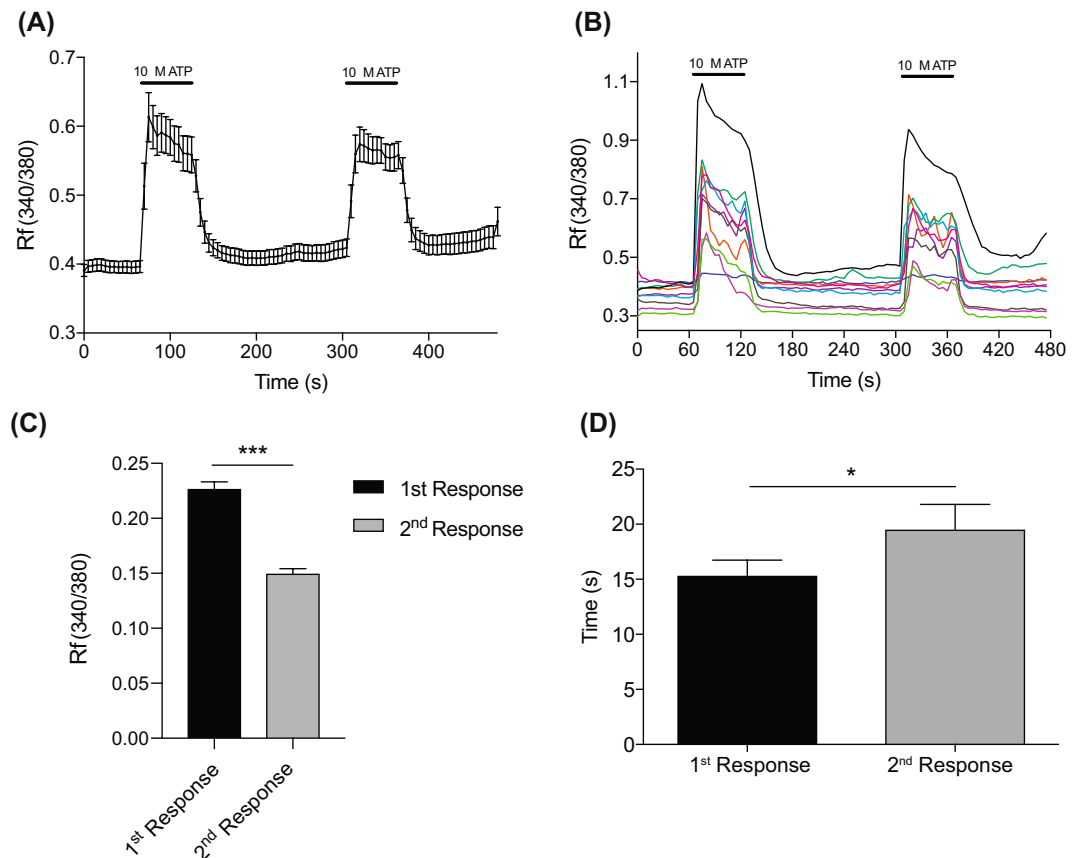 (A)
10 M ATP
10 M ATP
0.7
0.6
0.5
0.4
0.3
Rf (340/380)
0
100
200
300
400
Time (s)
(B)
10 M ATP
10 M ATP
1.1
0.9
0.7
0.5
0.3
Rf (340/380)
0
60
120
180
240
300
360
420
480
Time (s)
(C)
***
0.25
0.20
0.15
0.10
0.05
0.00
Rf (340/380)
1st Response
2nd Response
1st Response
2nd Response
(D)
*
25
20
15
10
5
0
Time (s)
1st Response
2nd Response